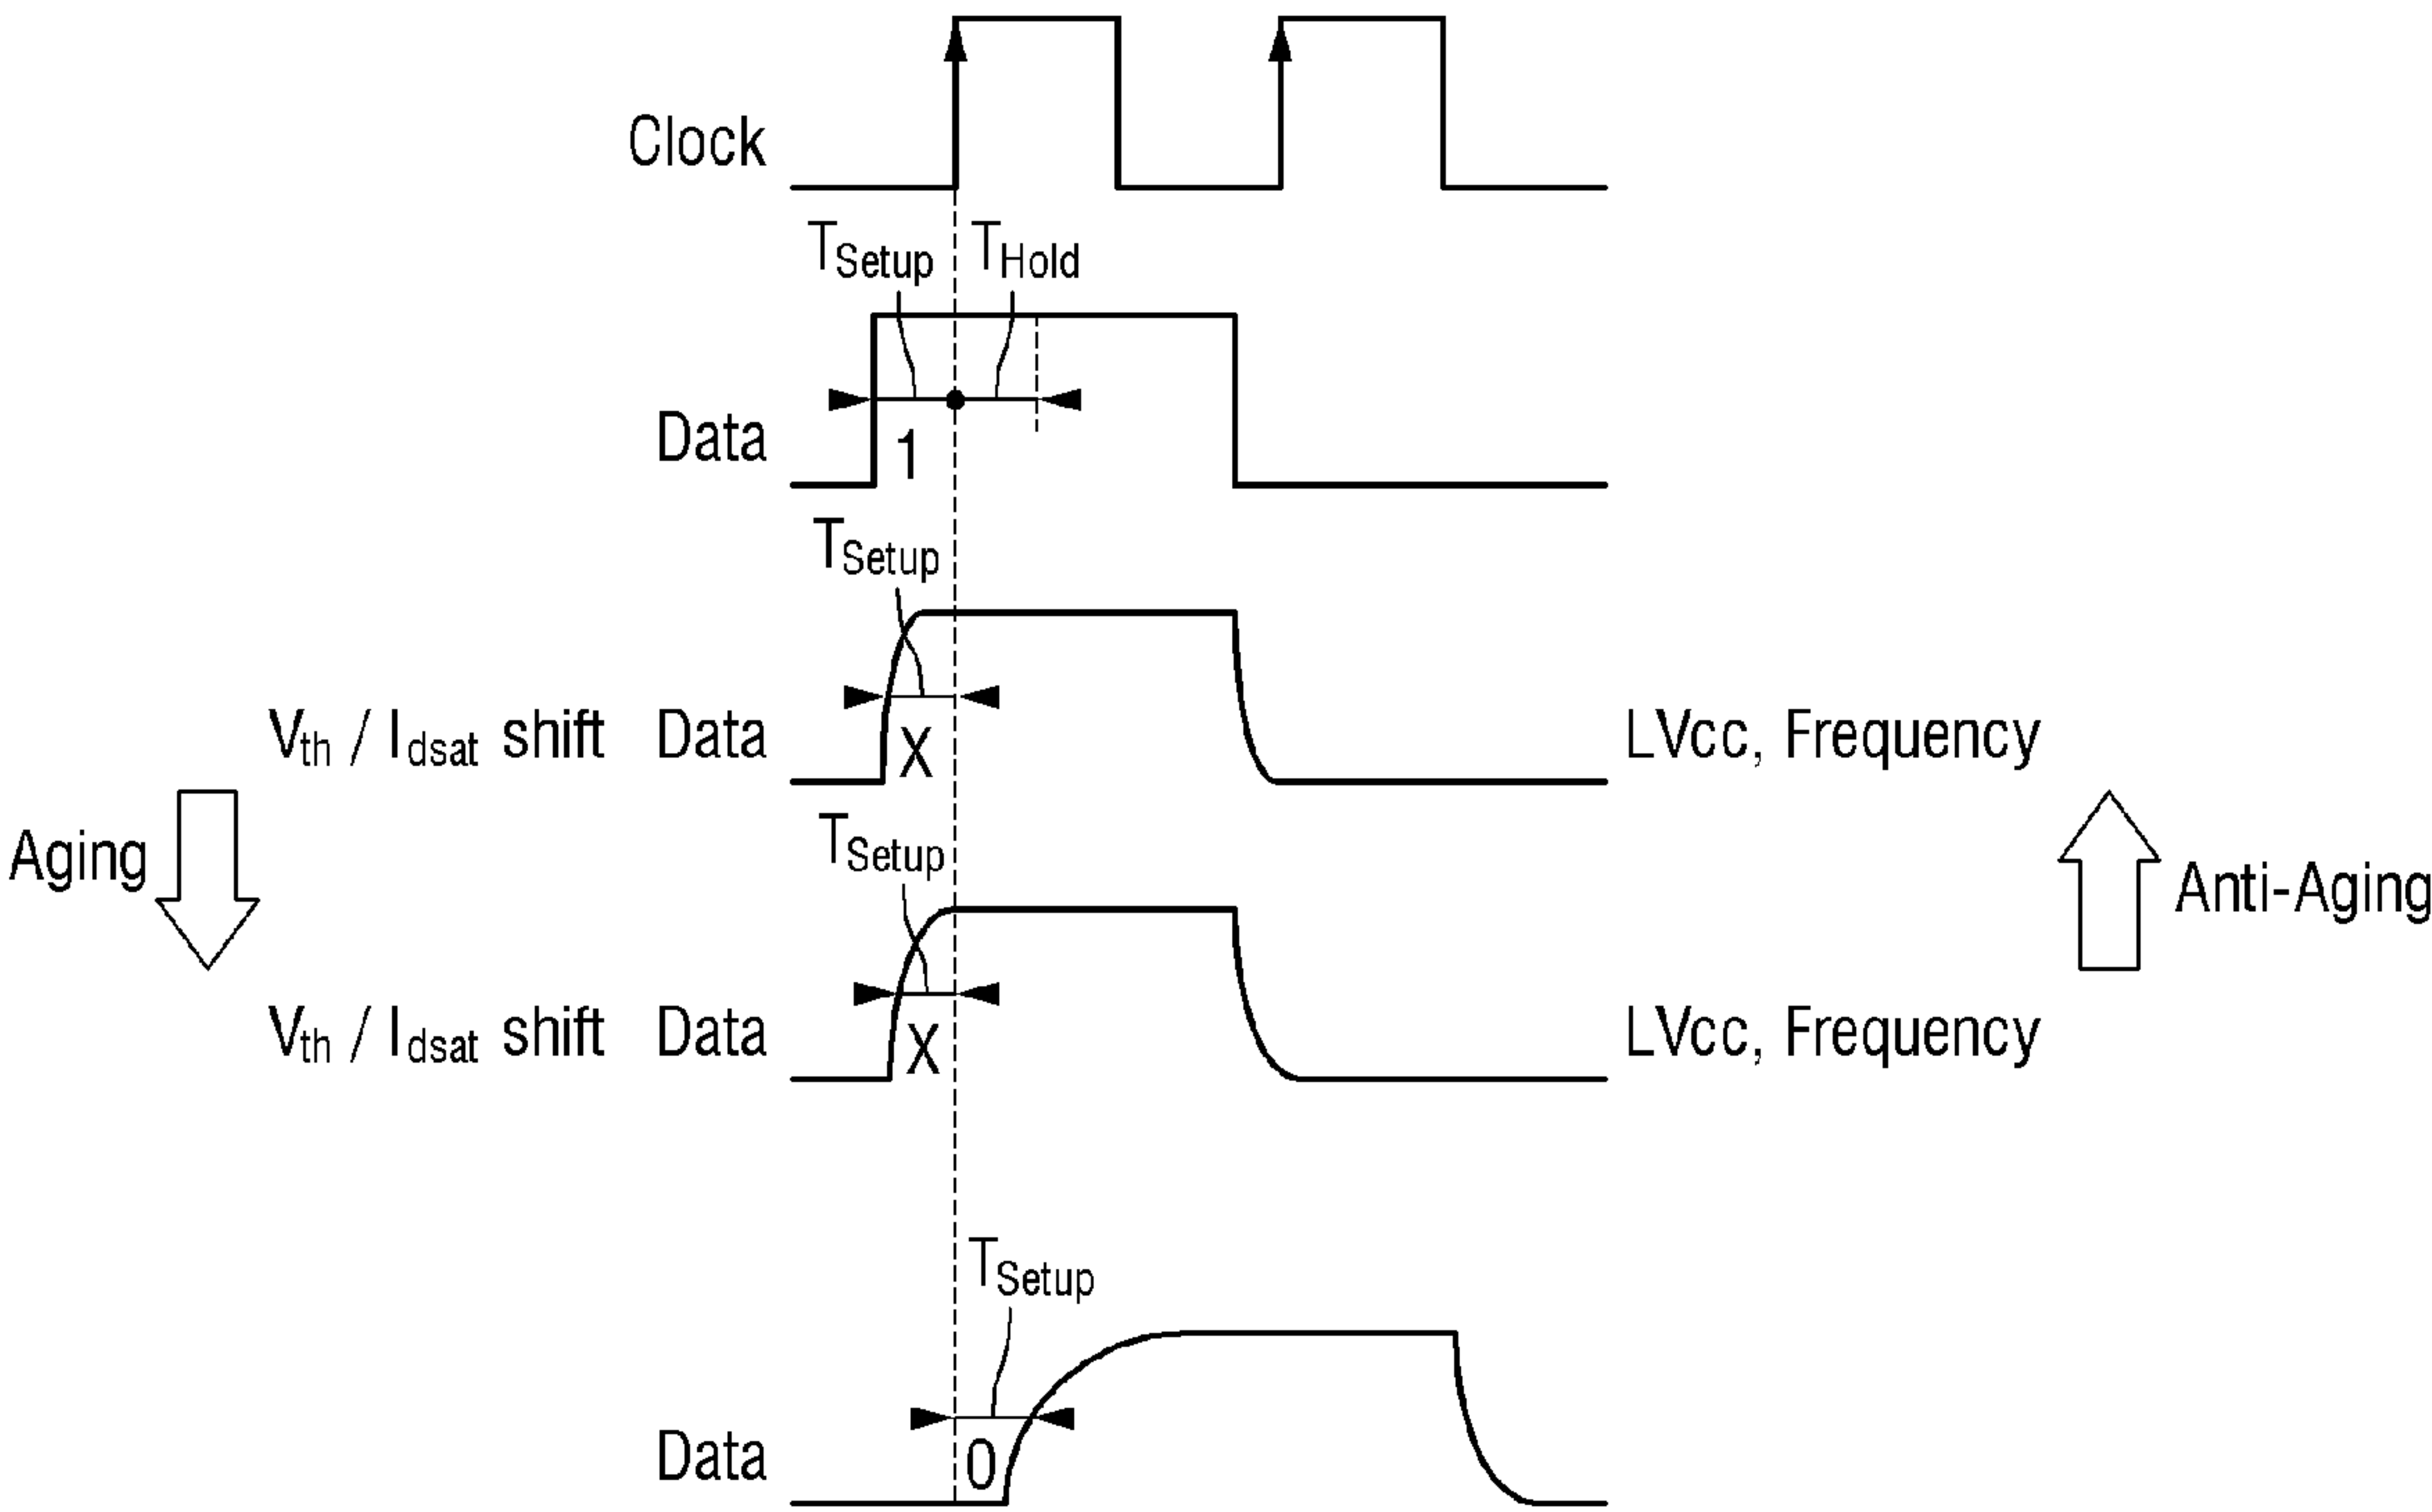 Clock
TSetup THold
Data
1
TSetup
Vth / Idsat shift Data X LVcc, Frequency
Aging TSetup Anti-Aging
Vth / Idsat shift Data X LVcc, Frequency
TSetup
Data 0